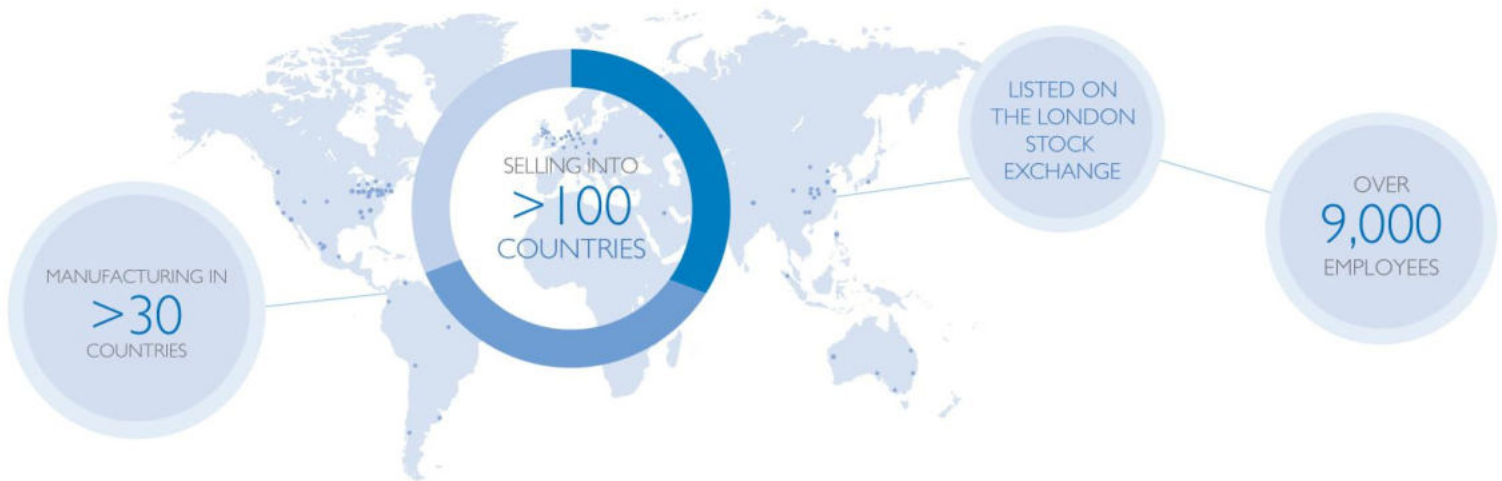 MANUFACTURING IN
>30
COUNTRIES
SELLING INTO
>100
COUNTRIES
LISTED ON
THE LONDON
STOCK
EXCHANGE
OVER
9,000
EMPLOYEES